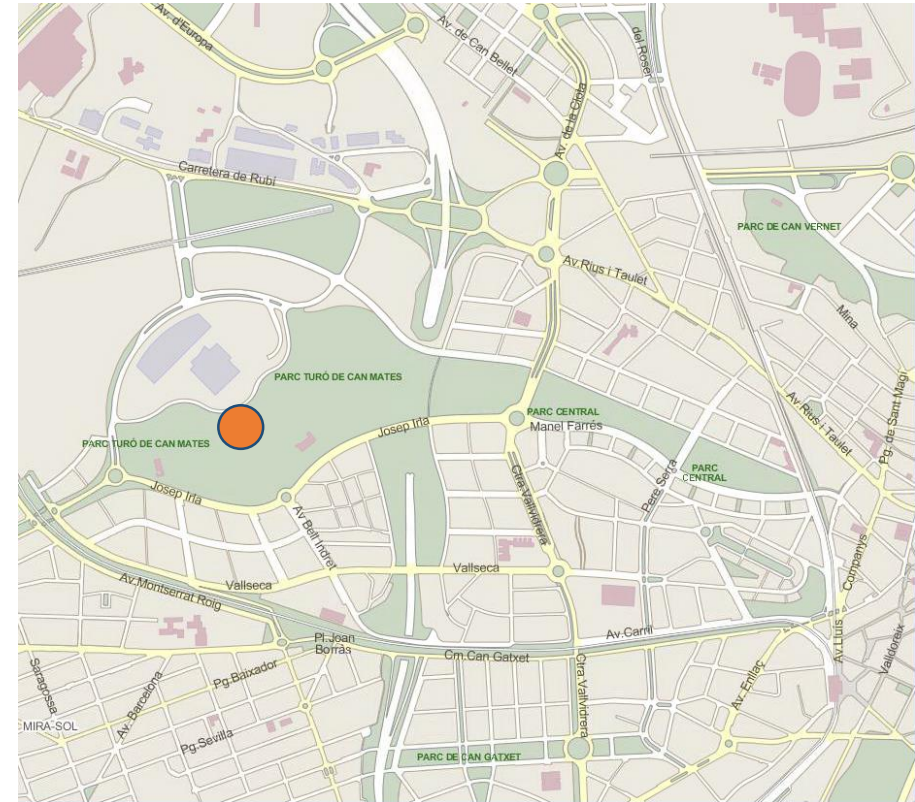 Av. d'Europa
Av. de Can Bellet
del Roser
Av. de la Clota
Carretera de Rubí
PARC DE CAN VERNET
Av.Rius i Taulet
Mina
PARC TURÓ DE CAN MATES
Pg. de Sant Magí
Av.Rius i Taulet
PARC CENTRAL
Manel Farrés
Josep Irla
PARC TURÓ DE CAN MATES
PARC
CENTRAL
Pere Serra
Ctra.Vallvidrera
Josep Irla
Av Bell Indret
Companys
Vallseca
Vallseca
Av.Montserrat Roig
Av.Carril
Pl.Joan
Borràs
Crn.Can Gatxet
Av.Lluís
Valldoreix
Saragossa
Pg.Baixador
Ctra.Vallvidrera
Av. Enllaç
Av. Barcelona
MIRA-SOL
Pg.Sevilla
PARC DE CAN GATXET